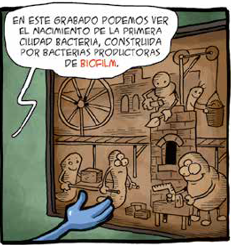 EN ESTE GRABADO PODEMOS VER
EL NACIMIENTO DE LA PRIMERA
CIUDAD BACTERIA, CONSTRUIDA
POR BACTERIAS PRODUCTORAS
DE BIOFILM.